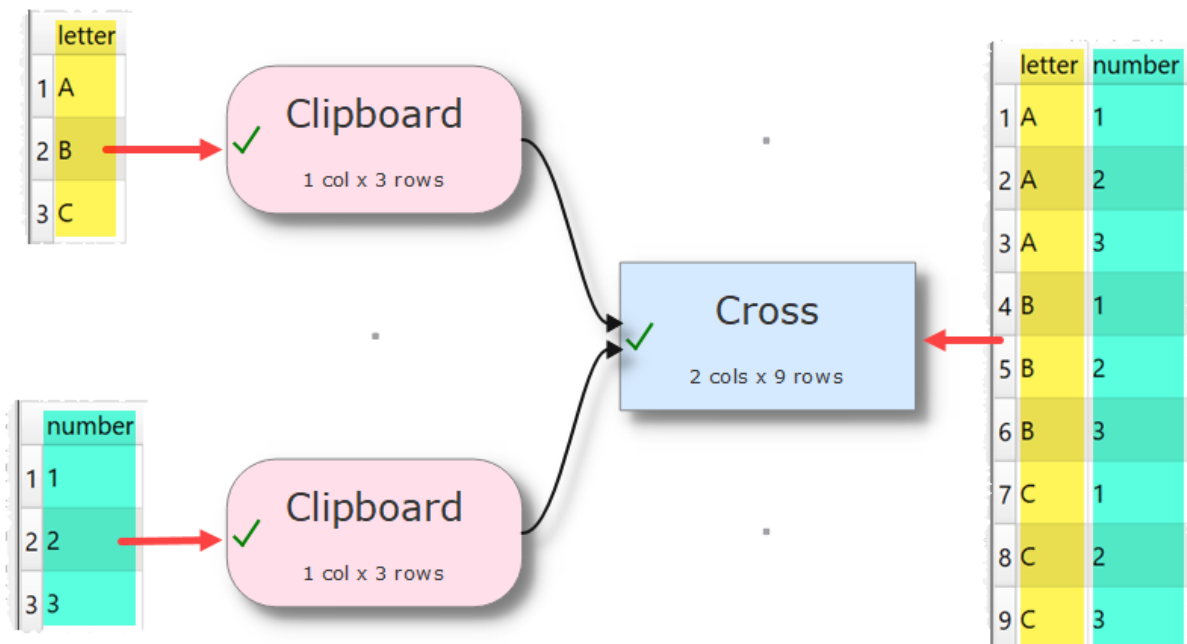 letter
1 A
2 B
3 C
Clipboard
1 col x 3 rows
number
1 1
2 2
3 3
Clipboard
1 col x 3 rows
Cross
2 cols x 9 rows
letter number
1 A 1
2 A 2
3 A 3
4 B 1
5 B 2
6 B 3
7 C 1
8 C 2
9 C 3